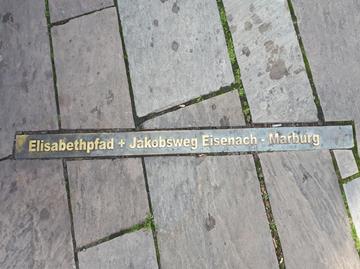 Elisabethpfad + Jakobsweg Eisenach - Marburg